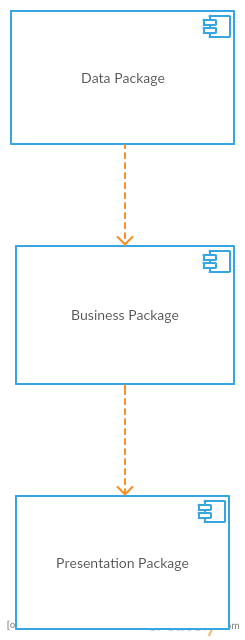 Data Package
Business Package
Presentation Package